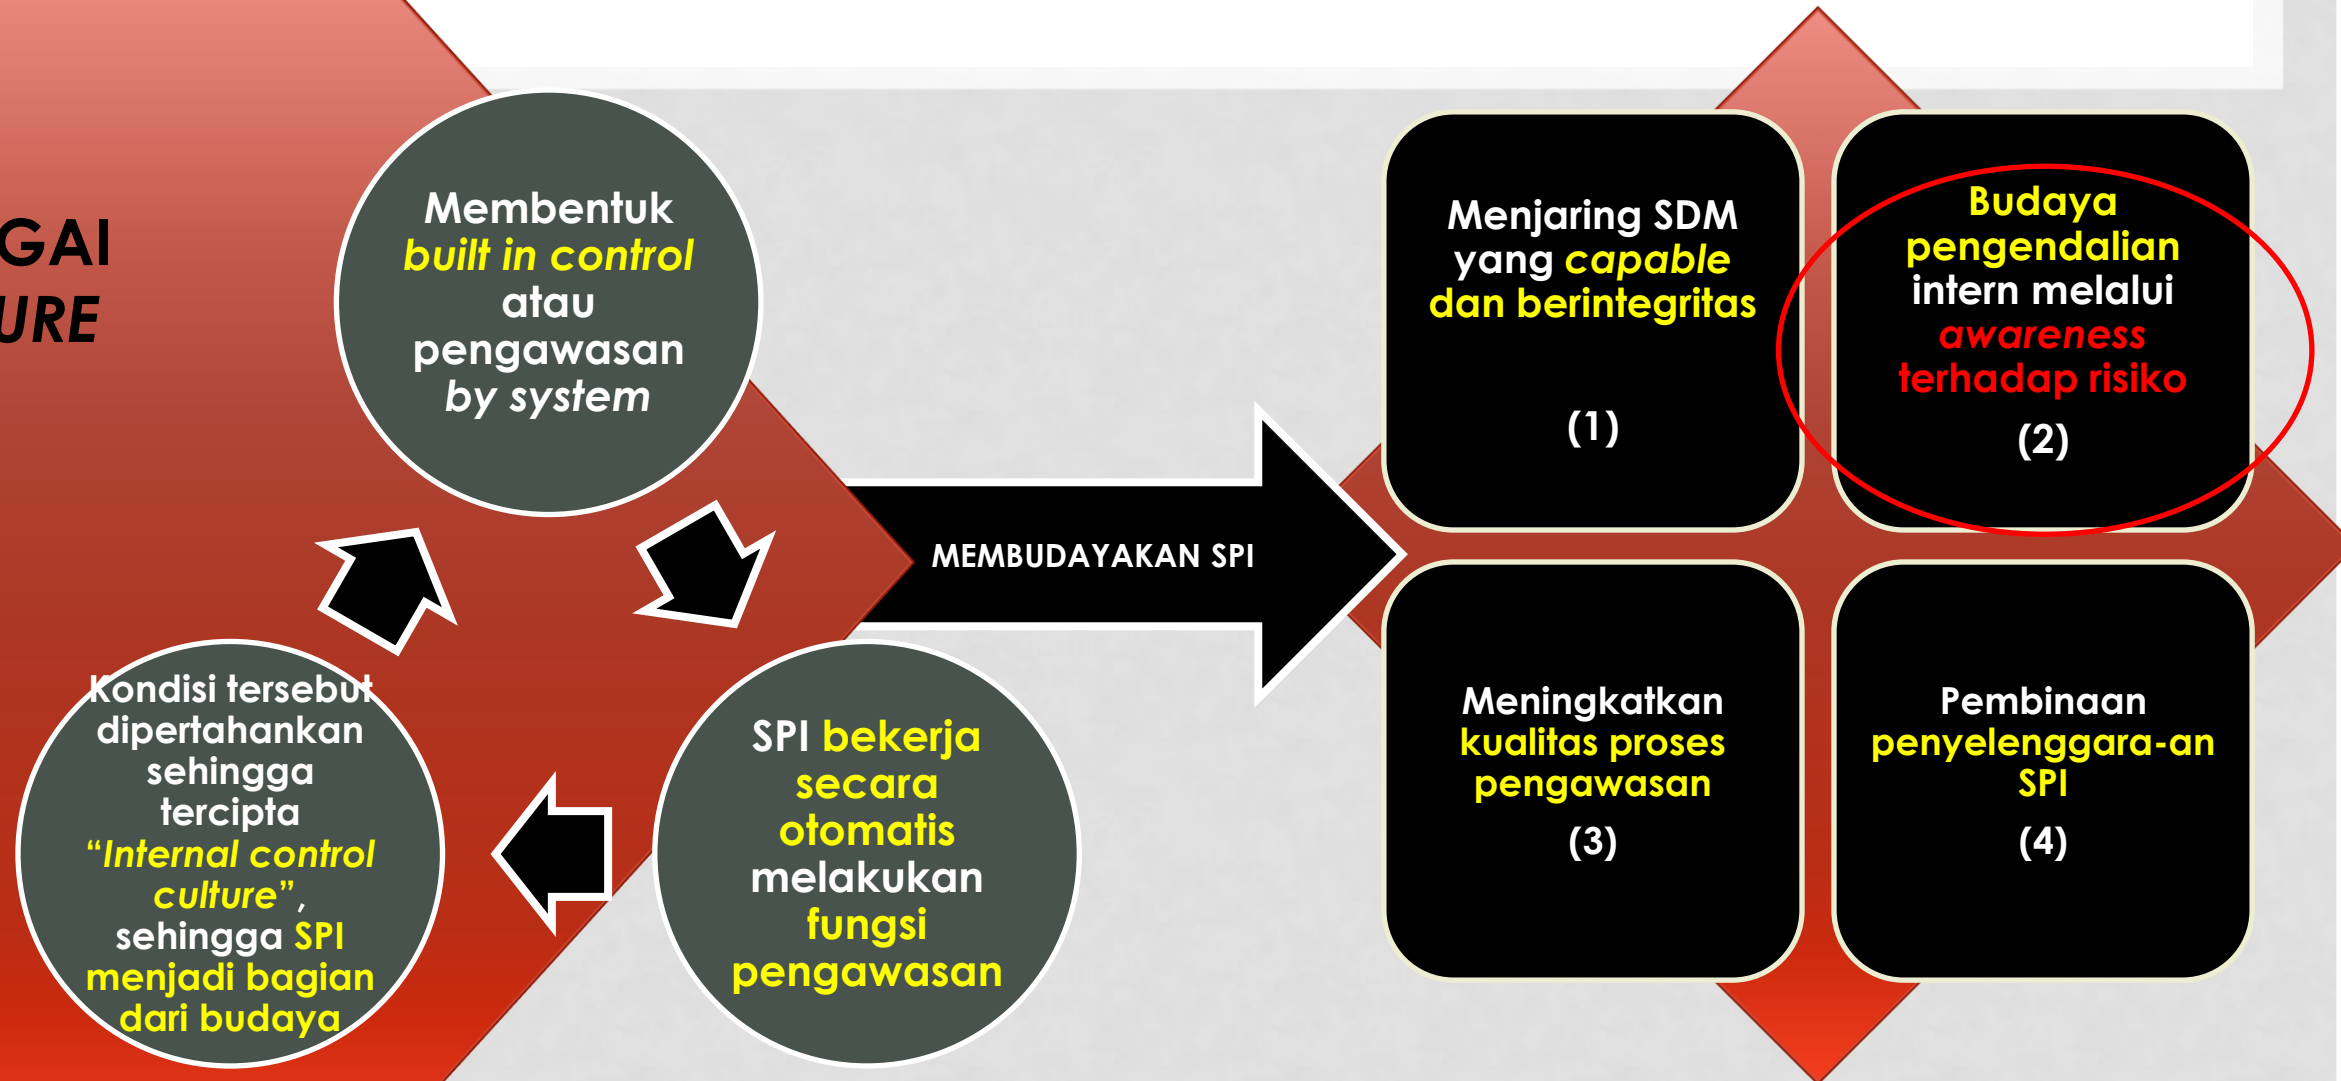 GAI
URE
Membentuk
built in control
atau
pengawasan
by system
SPI bekerja
secara
otomatis
melakukan
fungsi
pengawasan
Kondisi tersebut
dipertahankan
sehingga
tercipta
“Internal control
culture”,
sehingga SPI
menjadi bagian
dari budaya
MEMBUDAYAKAN SPI
Menjaring SDM
yang capable
dan berintegritas
(1)
Budaya
pengendalian
intern melalui
awareness
terhadap risiko
(2)
Meningkatkan
kualitas proses
pengawasan
(3)
Pembinaan
penyelenggara-an
SPI
(4)